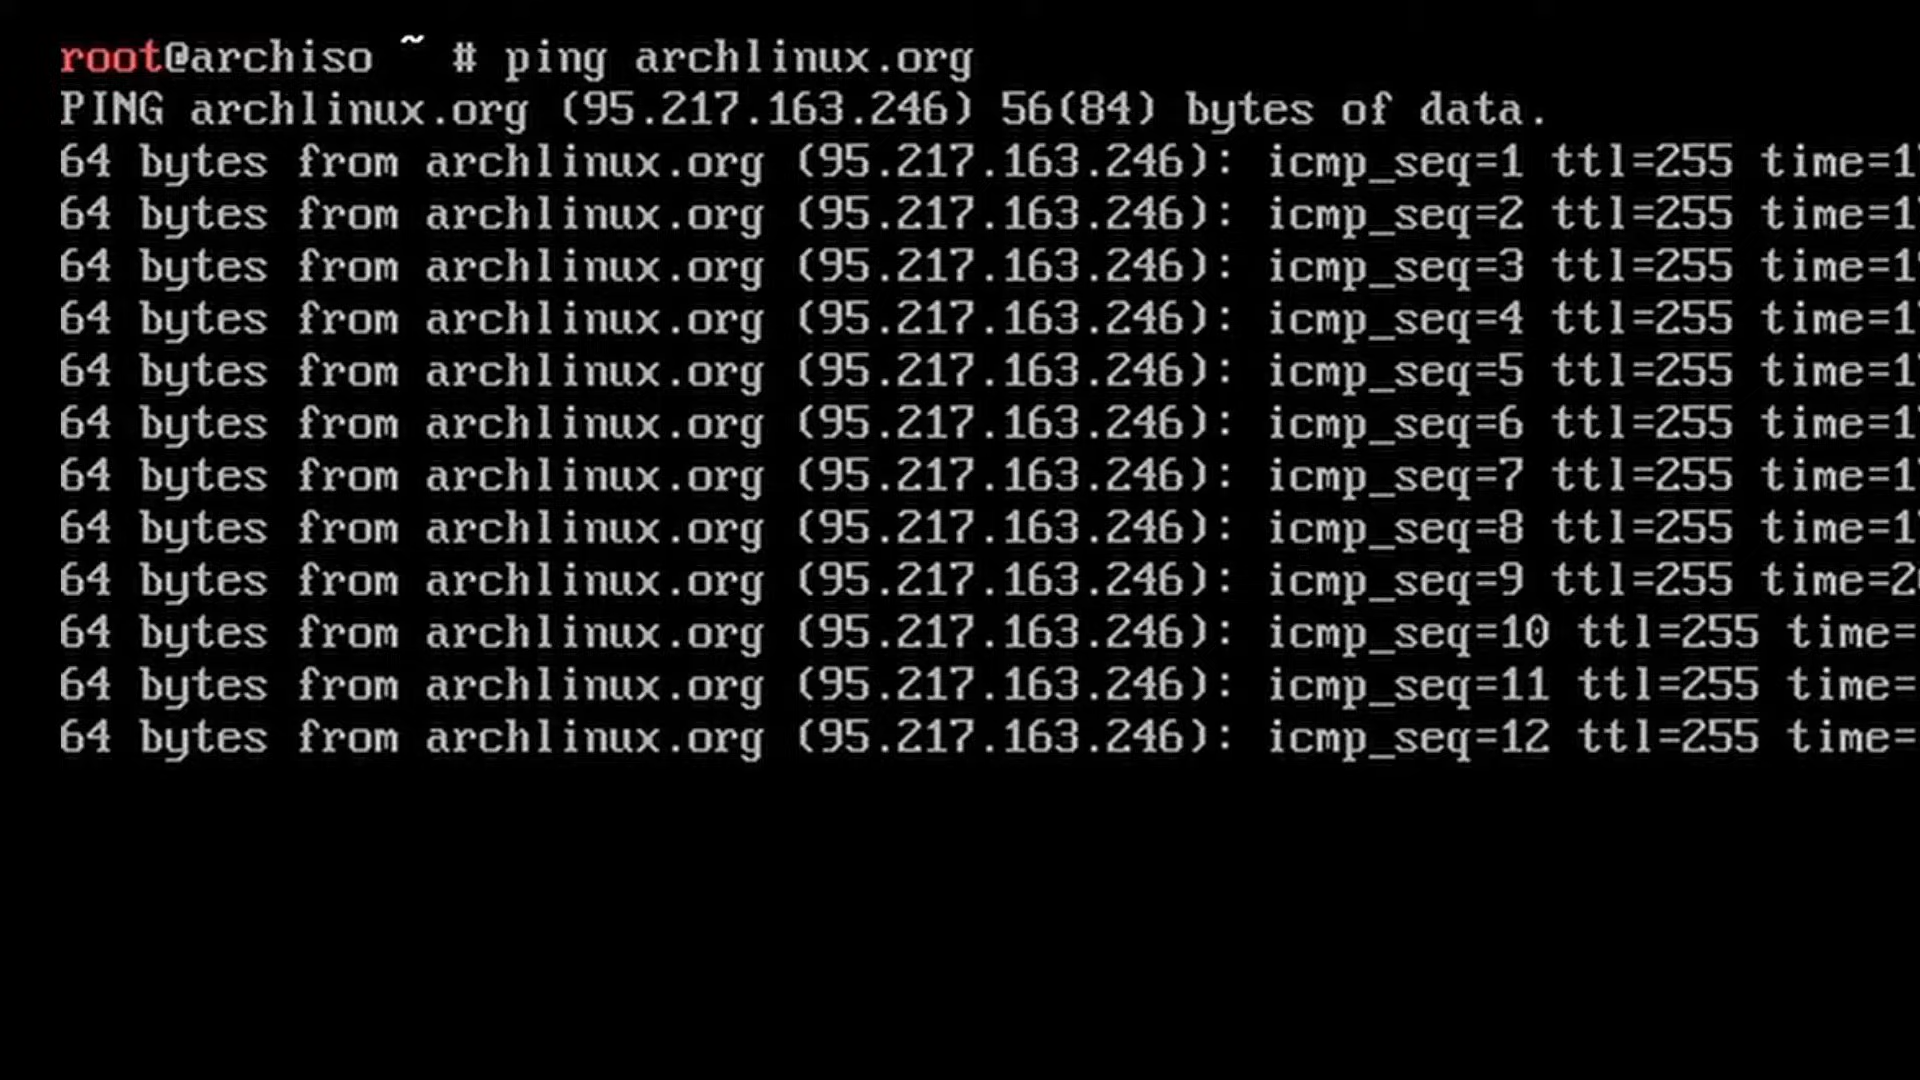 root@archiso ~ # ping archlinux.org
PING archlinux.org (95.217.163.246) 56(84) bytes of data.
64 bytes from archlinux.org (95.217.163.246): icmp_seq=1 ttl=255 time=1
64 bytes from archlinux.org (95.217.163.246): icmp_seq=2 ttl=255 time=1
64 bytes from archlinux.org (95.217.163.246): icmp_seq=3 ttl=255 time=1
64 bytes from archlinux.org (95.217.163.246): icmp_seq=4 ttl=255 time=1
64 bytes from archlinux.org (95.217.163.246): icmp_seq=5 ttl=255 time=1
64 bytes from archlinux.org (95.217.163.246): icmp_seq=6 ttl=255 time=1
64 bytes from archlinux.org (95.217.163.246): icmp_seq=7 ttl=255 time=1
64 bytes from archlinux.org (95.217.163.246): icmp_seq=8 ttl=255 time=1
64 bytes from archlinux.org (95.217.163.246): icmp_seq=9 ttl=255 time=2
64 bytes from archlinux.org (95.217.163.246): icmp_seq=10 ttl=255 time=
64 bytes from archlinux.org (95.217.163.246): icmp_seq=11 ttl=255 time=
64 bytes from archlinux.org (95.217.163.246): icmp_seq=12 ttl=255 time=